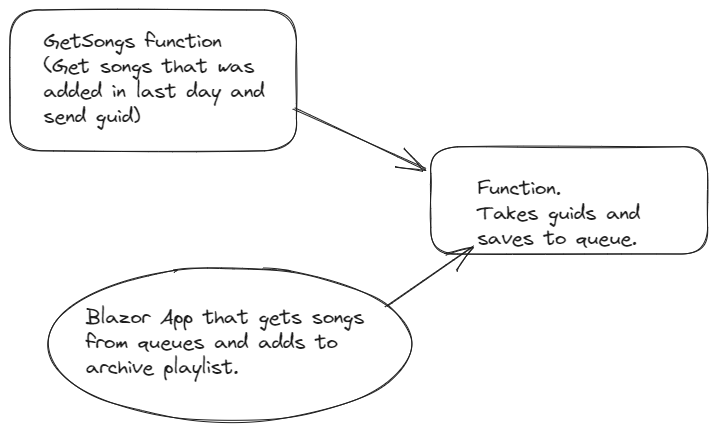 GetSongs function
(Get songs that was
added in last day and
send guid)
Function.
Takes guids and
saves to queue.
Blazor App that gets songs
from queues and adds to
archive playlist.